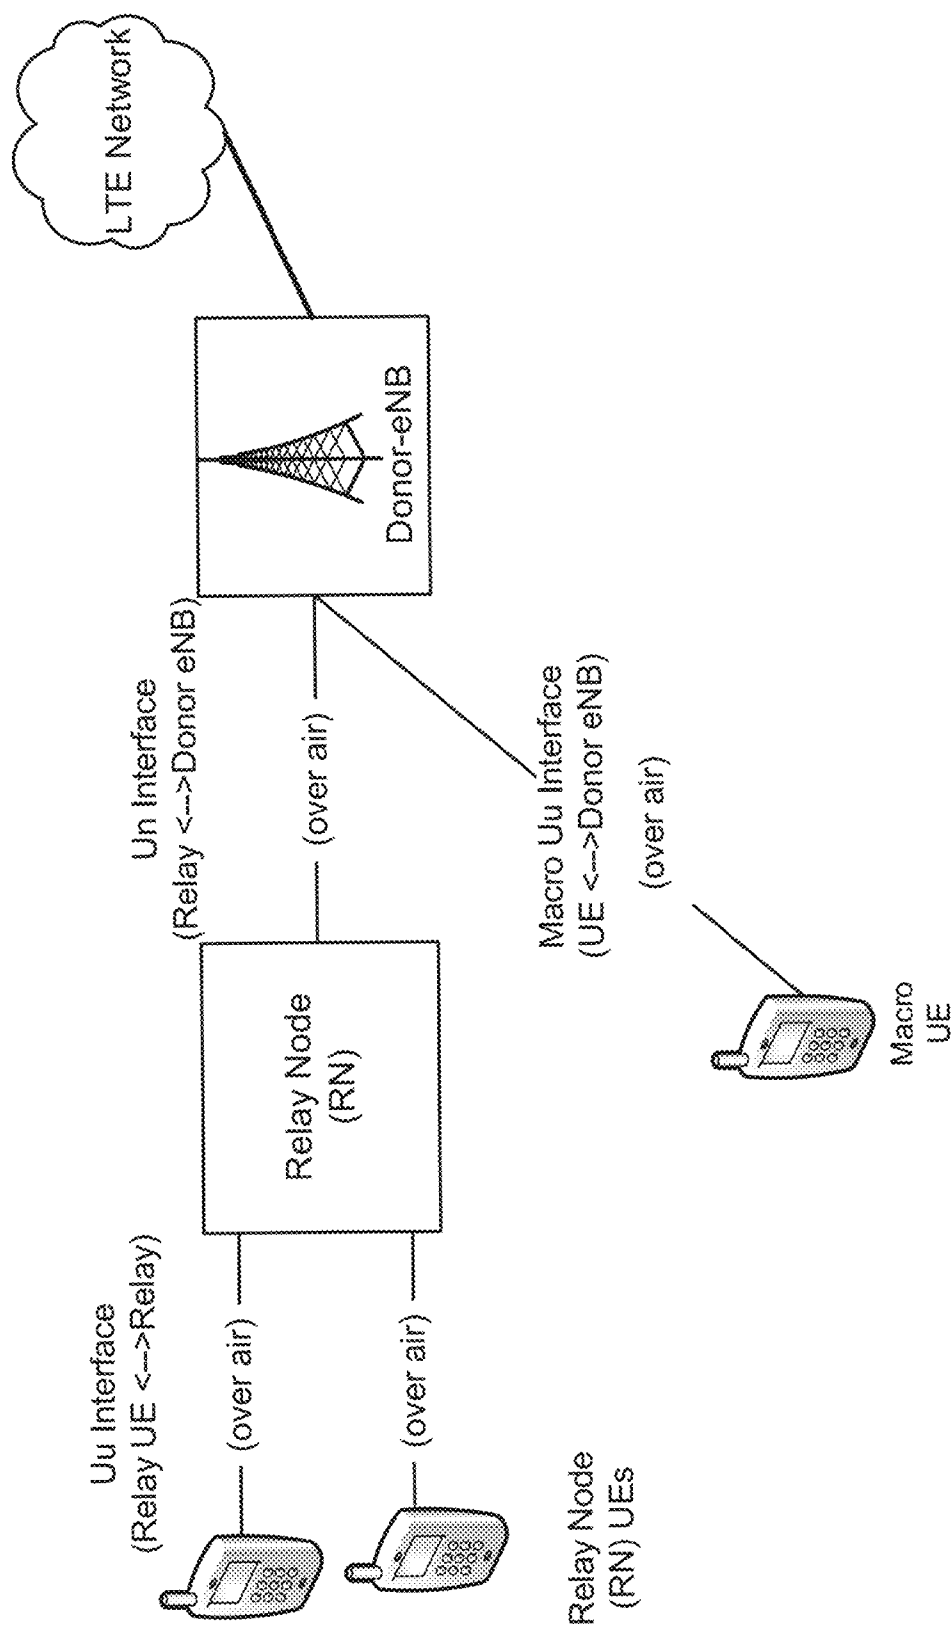 LTE Network
Donor-eNB
Un Interface
(Relay <-->Donor eNB)
(over air)
Macro Uu Interface
(UE <-->Donor eNB)
(over air)
Relay Node
(RN)
Macro
UE
Uu Interface
(Relay UE <-->Relay)
(over air)
(over air)
Relay Node
(RN) UEs